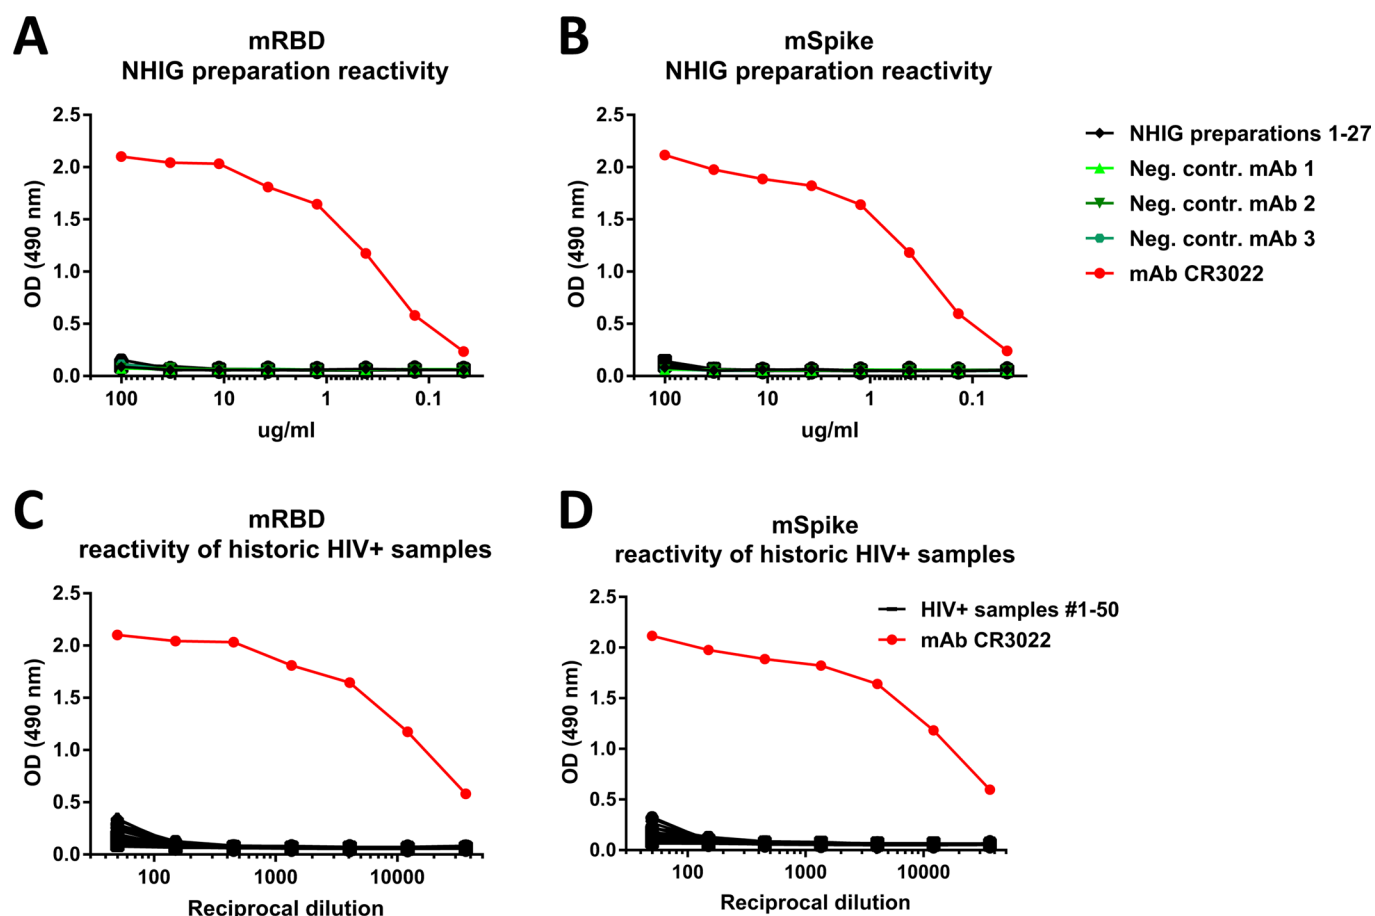 A
mRBD
NHIG preparation reactivity
OD (490 nm)
2.5
2.0
1.5
1.0
0.5
0.0
100
10
1
0.1
ug/ml
B
mSpike
NHIG preparation reactivity
OD (490 nm)
2.5
2.0
1.5
1.0
0.5
0.0
100
10
1
0.1
ug/ml
NHIG preparations 1-27
Neg. contr. mAb 1
Neg. contr. mAb 2
Neg. contr. mAb 3
mAb CR3022
C
mRBD
reactivity of historic HIV+ samples
OD (490 nm)
2.5
2.0
1.5
1.0
0.5
0.0
100
1000
10000
Reciprocal dilution
D
mSpike
reactivity of historic HIV+ samples
OD (490 nm)
2.5
2.0
1.5
1.0
0.5
0.0
100
1000
10000
Reciprocal dilution
HIV+ samples #1-50
mAb CR3022